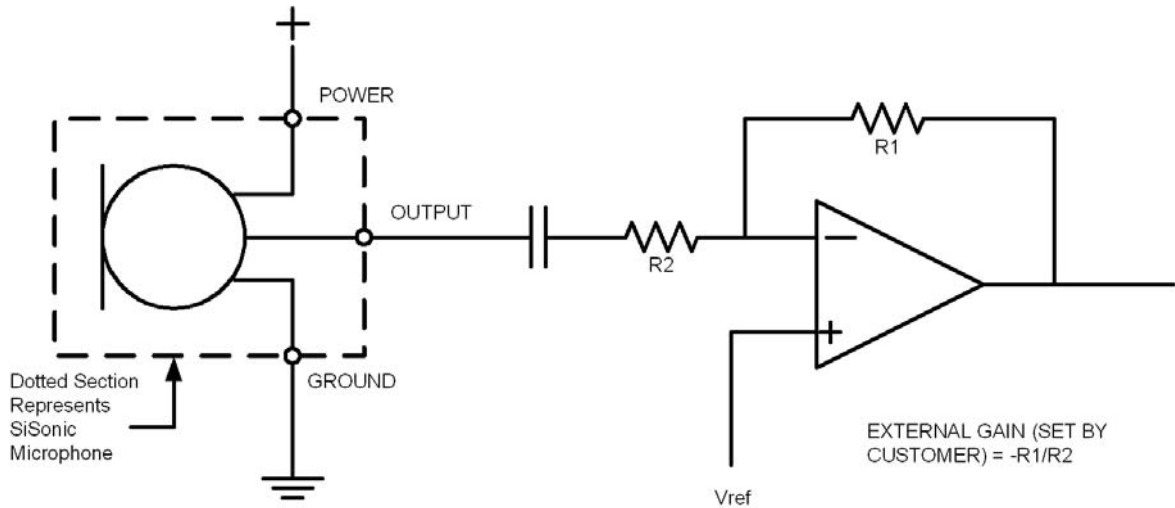 POWER
R1
OUTPUT
R2
GROUND
Dotted Section
Represents
SiSonic
Microphone
EXTERNAL GAIN (SET BY
CUSTOMER) = -R1/R2
Vref